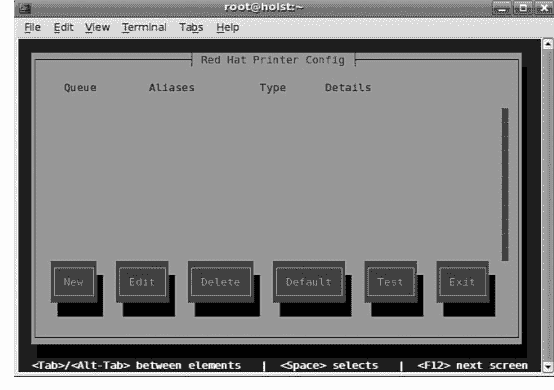 root@holst:~
File Edit View Terminal Tabs Help
Red Hat Printer Config
Queue Aliases Type Details
New Edit Delete Default Test Exit
<Tab>/<Alt-Tab> between elements | <Space> selects | <F12> next screen